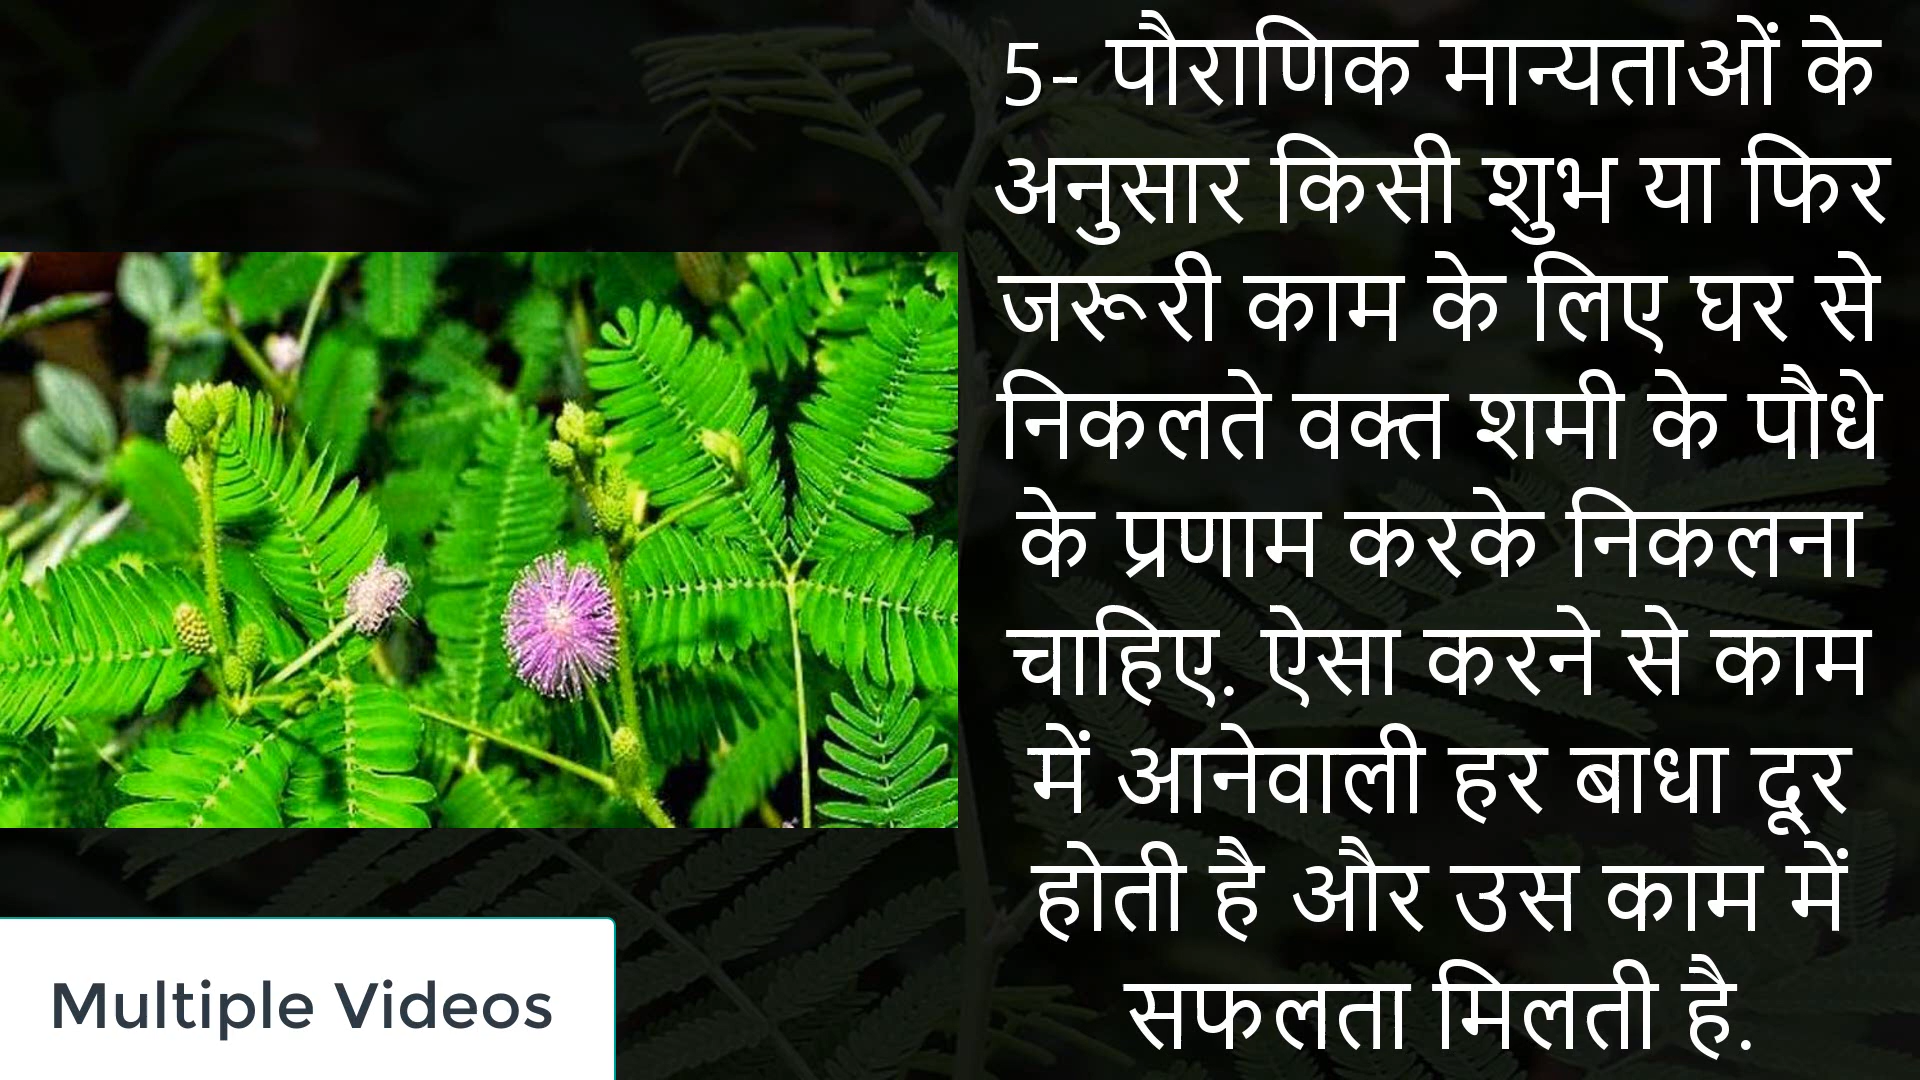 5- पौराणिक मान्यताओं के
अनुसार किसी शुभ या फिर
जरूरी काम के लिए घर से
निकलते वक्त शमी के पौधे
के प्रणाम करके निकलना
चाहिए. ऐसा करने से काम
में आनेवाली हर बाधा दूर
होती है और उस काम में
सफलता मिलती है.
Multiple Videos